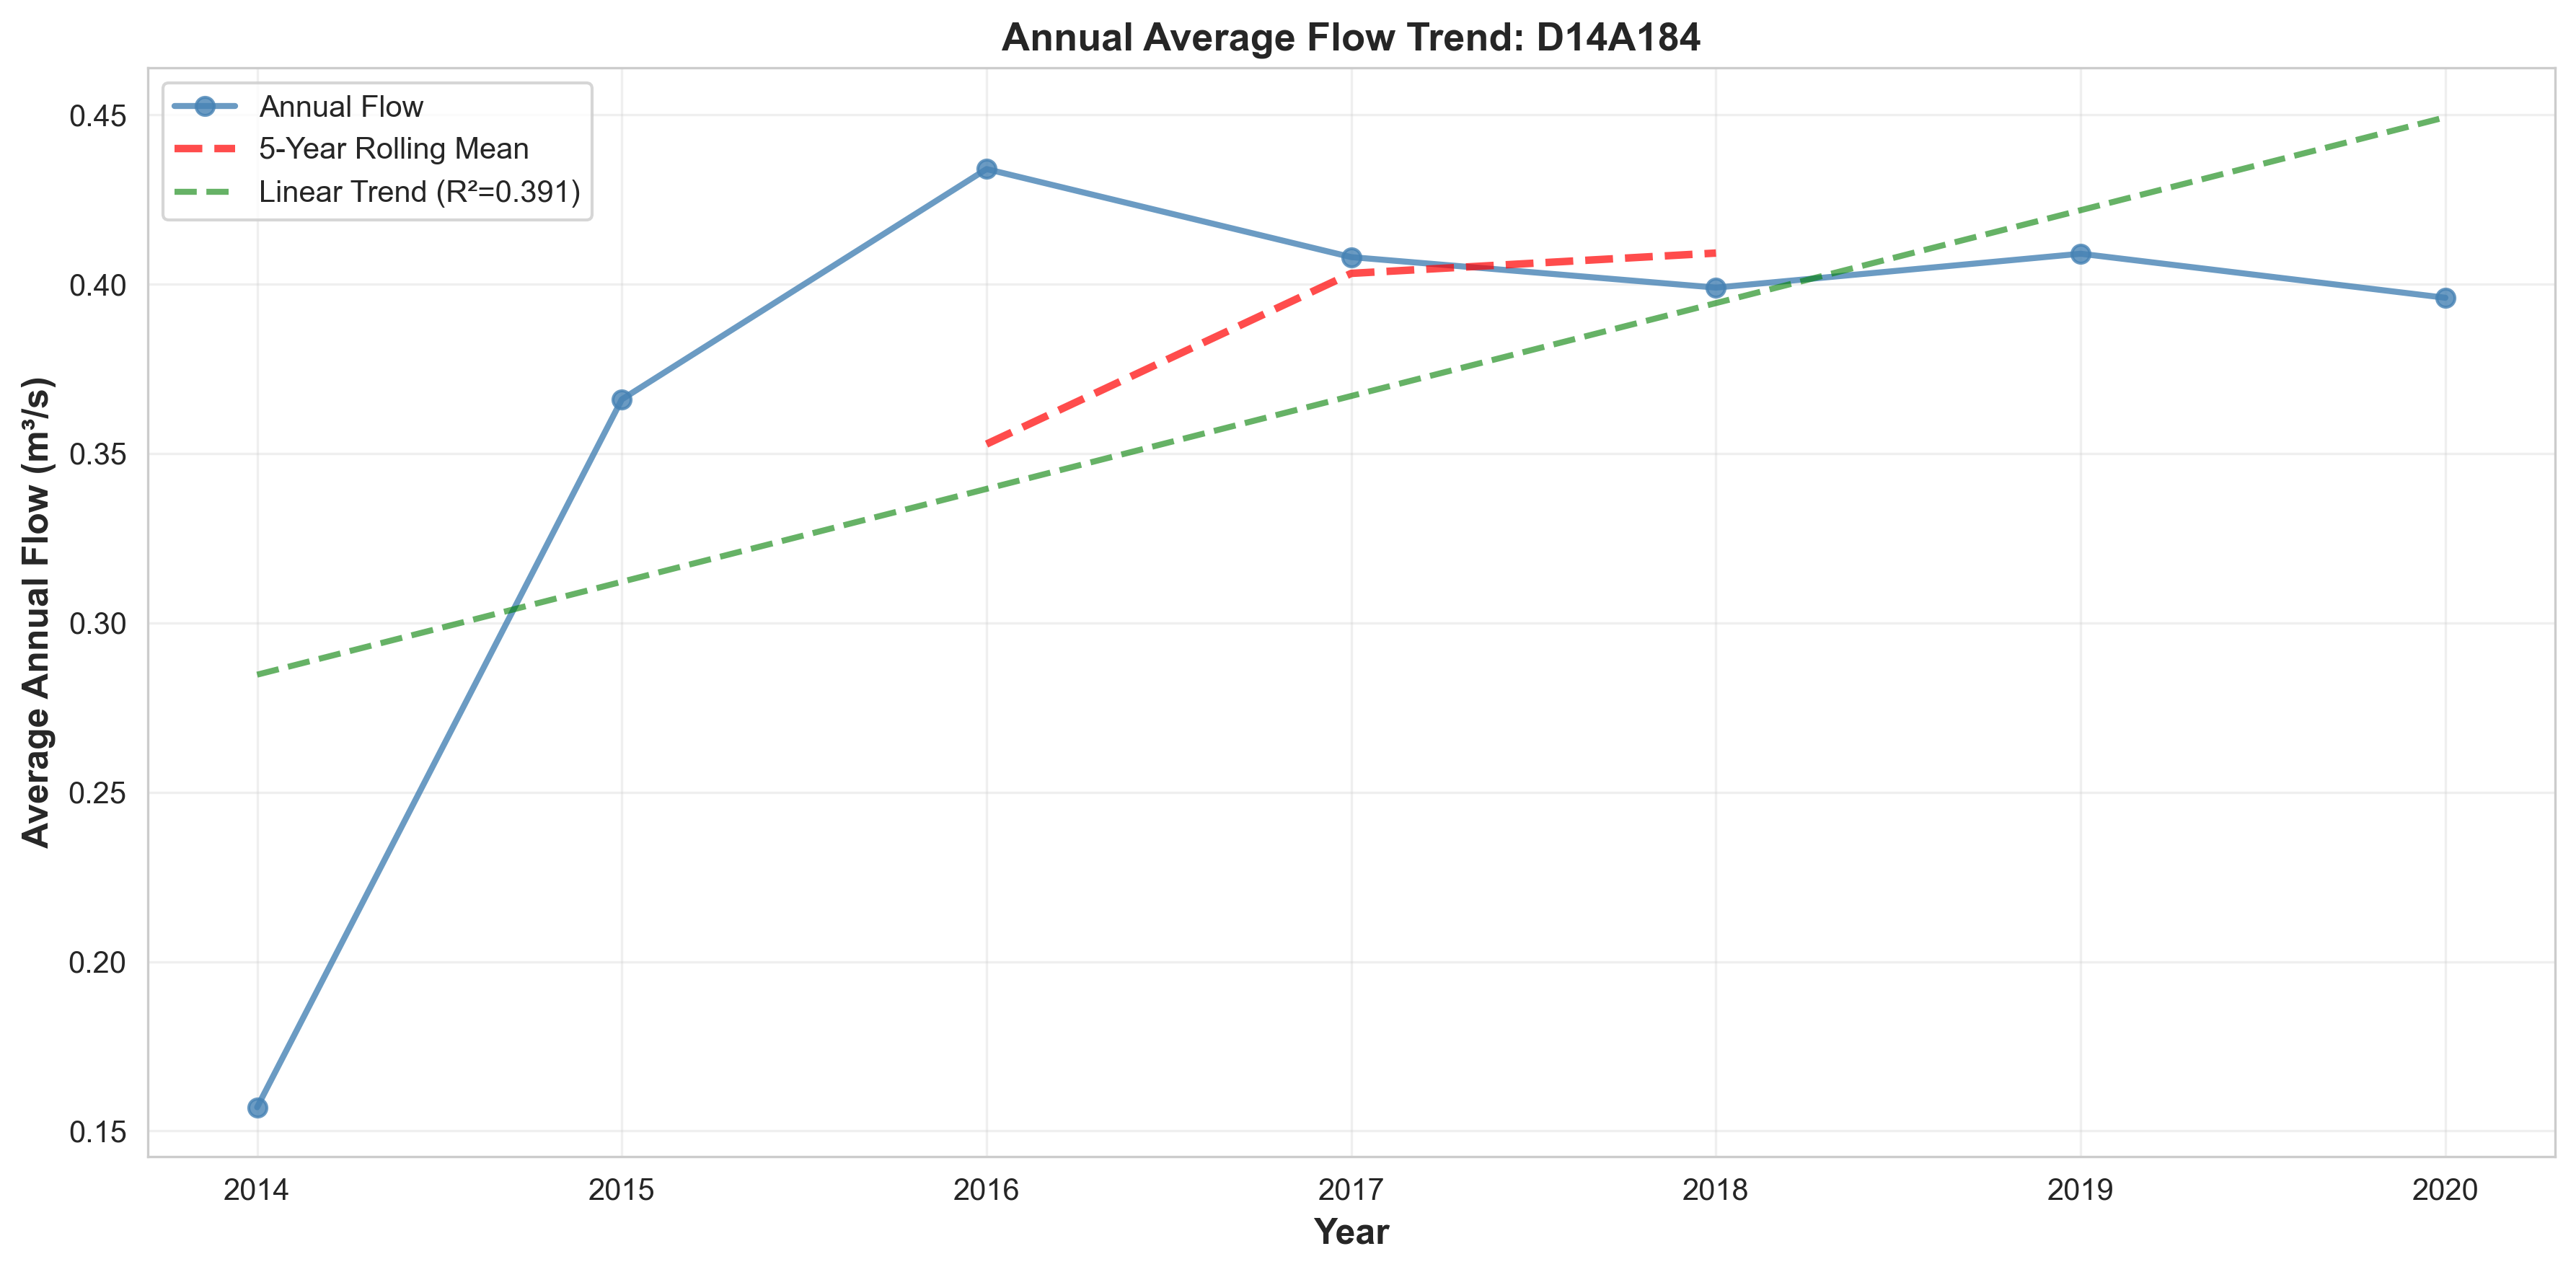 Annual Average Flow Trend: D14A184
Annual Flow
5-Year Rolling Mean
Linear Trend (R²=0.391)
Average Annual Flow (m³/s)
0.45
0.40
0.35
0.30
0.25
0.20
0.15
2014 2015 2016 2017 2018 2019 2020
Year